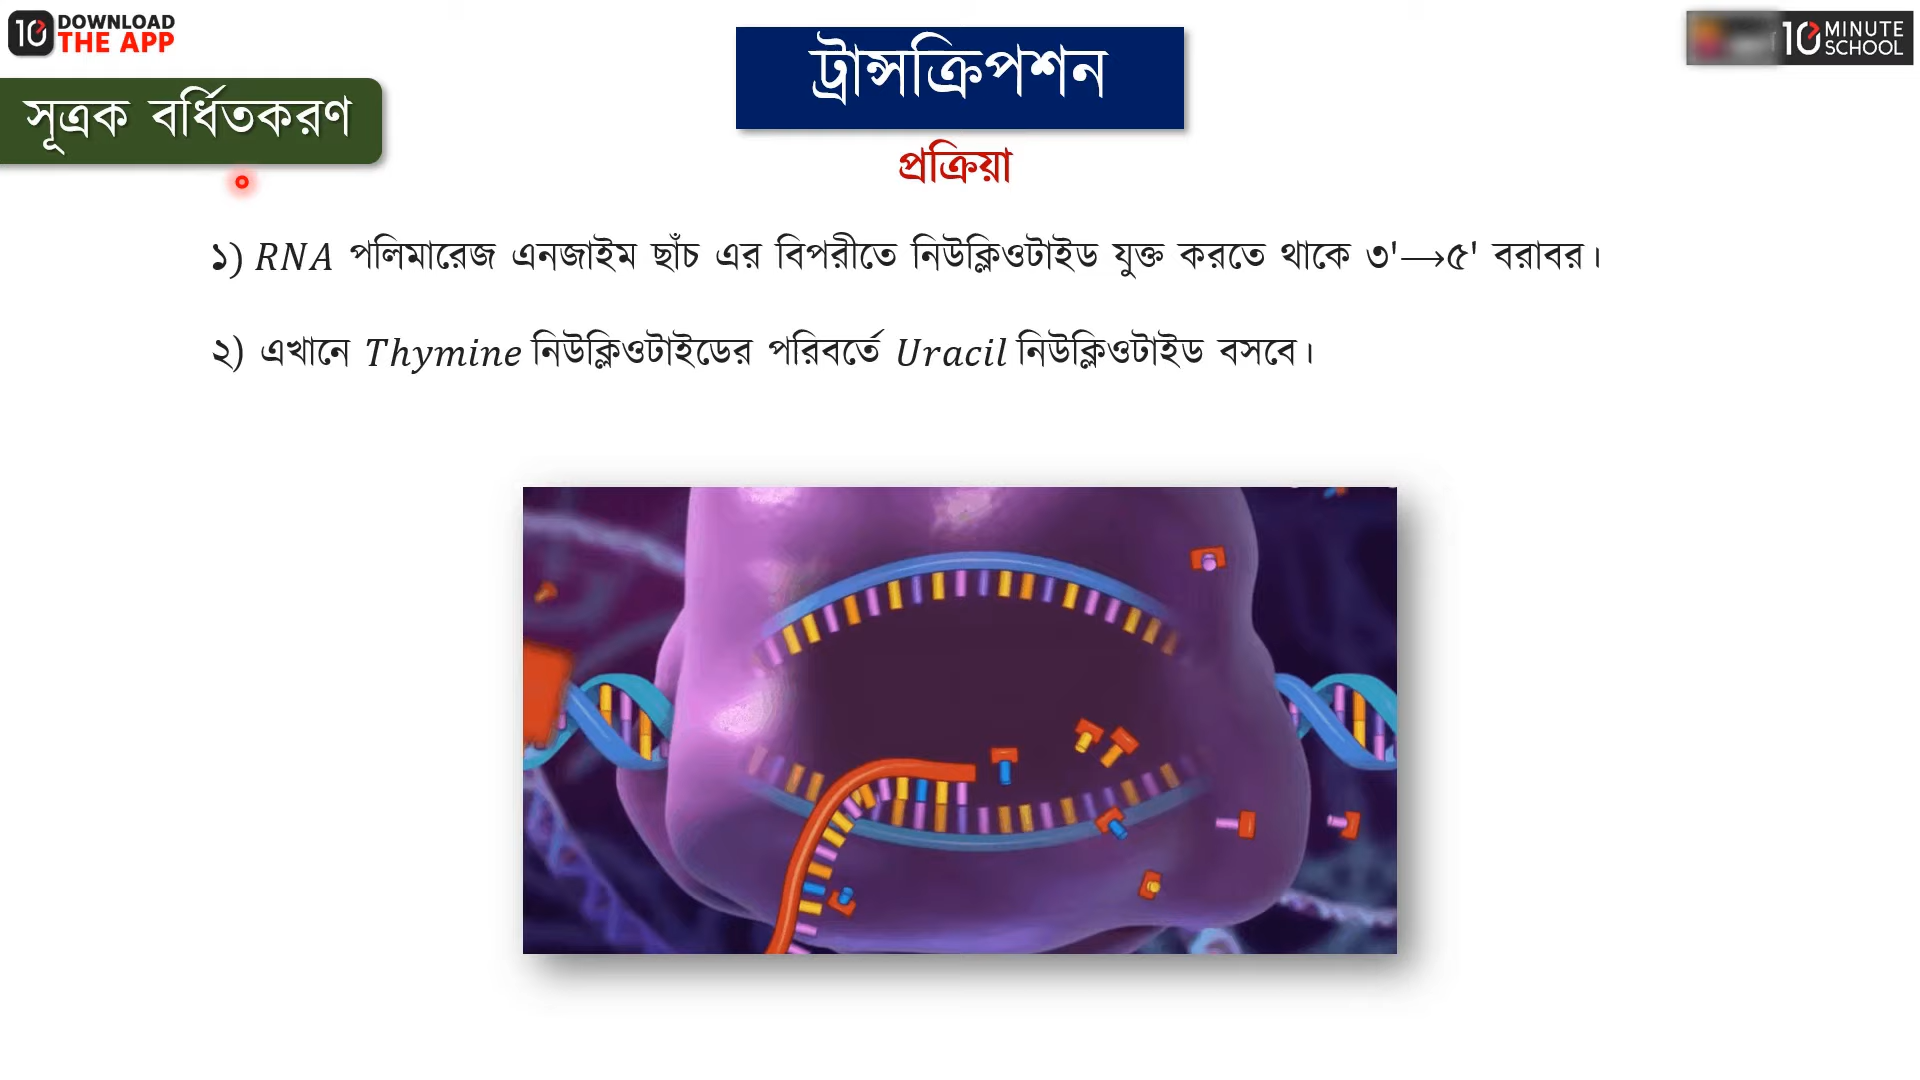 10 DOWNLOAD
THE APP
10 MINUTE
SCHOOL
ট্রান্সক্রিপশন
সূত্রক বর্ধিতকরণ
প্রক্রিয়া
১) RNA পলিমারেজ এনজাইম ছাঁচ এর বিপরীতে নিউক্লিওটাইড যুক্ত করতে থাকে ৩'⟶৫' বরাবর।
২) এখানে Thymine নিউক্লিওটাইডের পরিবর্তে Uracil নিউক্লিওটাইড বসবে।